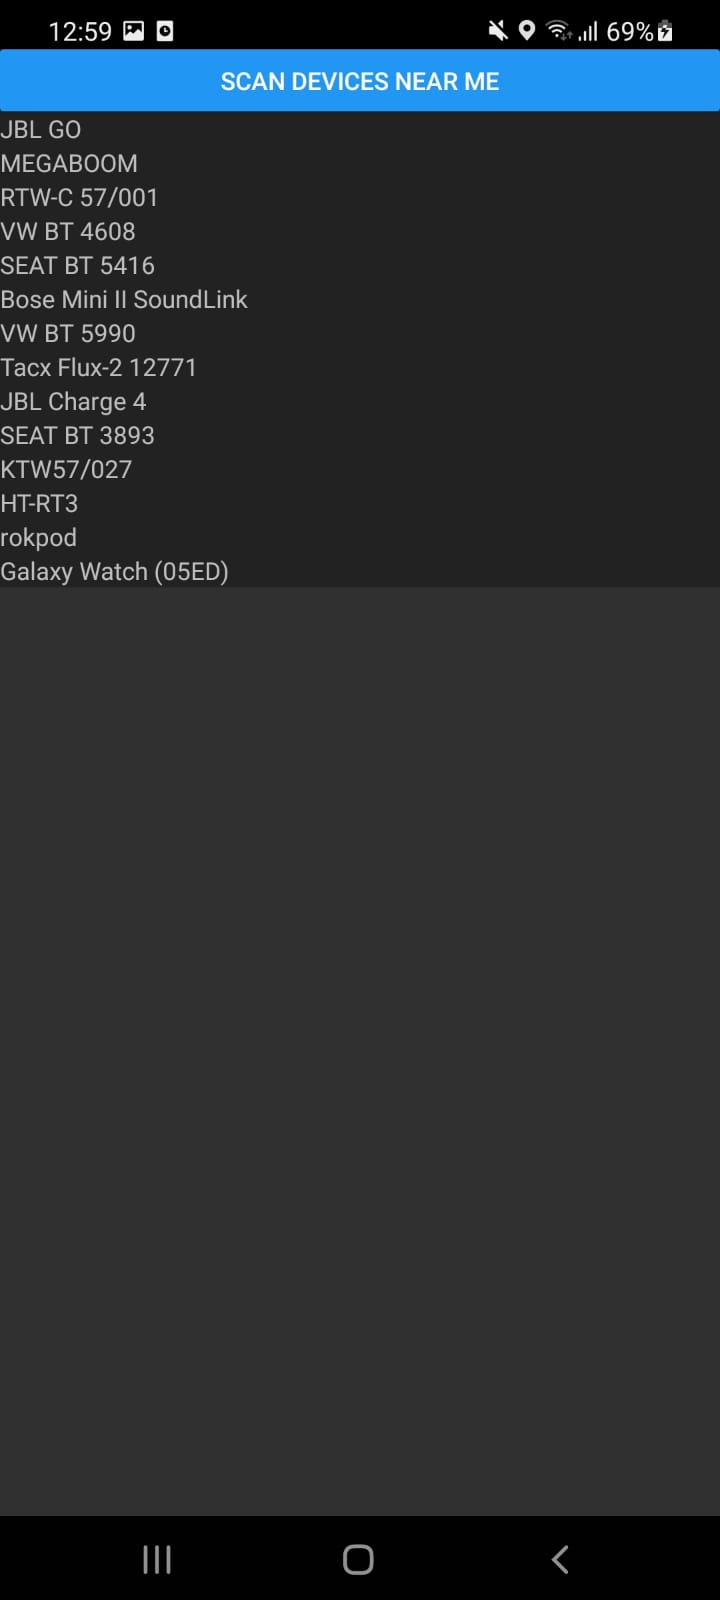 12:59 69%
SCAN DEVICES NEAR ME
JBL GO
MEGABOOM
RTW-C 57/001
VW BT 4608
SEAT BT 5416
Bose Mini II SoundLink
VW BT 5990
Tacx Flux-2 12771
JBL Charge 4
SEAT BT 3893
KTW57/027
HT-RT3
rokpod
Galaxy Watch (05ED)